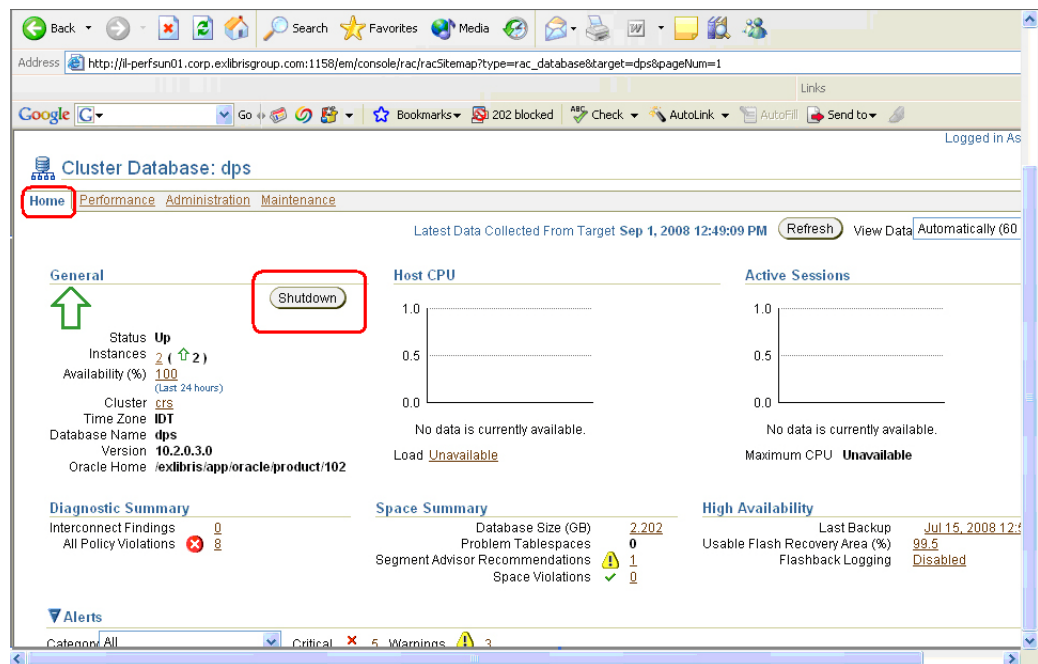 Back Search Favorites Media
Address http://il-perfsun01.corp.exlibrisgroup.com:1158/em/console/rac/racSitemap?type=rac_database&target=dps&pageNum=1
Links
Google G Go Bookmarks 202 blocked ABC Check AutoLink AutoFill Send to
Logged in As
Cluster Database: dps
Home Performance Administration Maintenance
Latest Data Collected From Target Sep 1, 2008 12:49:09 PM Refresh View Data Automatically (60
General Host CPU Active Sessions
Shutdown
1.0 1.0
Status Up
Instances 2 ( 2 )
0.5 0.5
Availability (%) 100
(Last 24 hours)
Cluster crs
0.0 0.0
Time Zone IDT
Database Name dps
No data is currently available. No data is currently available.
Version 10.2.0.3.0
Load Unavailable Maximum CPU Unavailable
Oracle Home /exlibris/app/oracle/product/102
Diagnostic Summary Space Summary High Availability
Interconnect Findings 0 Database Size (GB) 2.202 Last Backup Jul 15, 2008 12:5
All Policy Violations 8 Problem Tablespaces 0 Usable Flash Recovery Area (%) 99.5
Segment Advisor Recommendations 1 Flashback Logging Disabled
Space Violations 0
Alerts
Category All Critical 5 Warnings 3